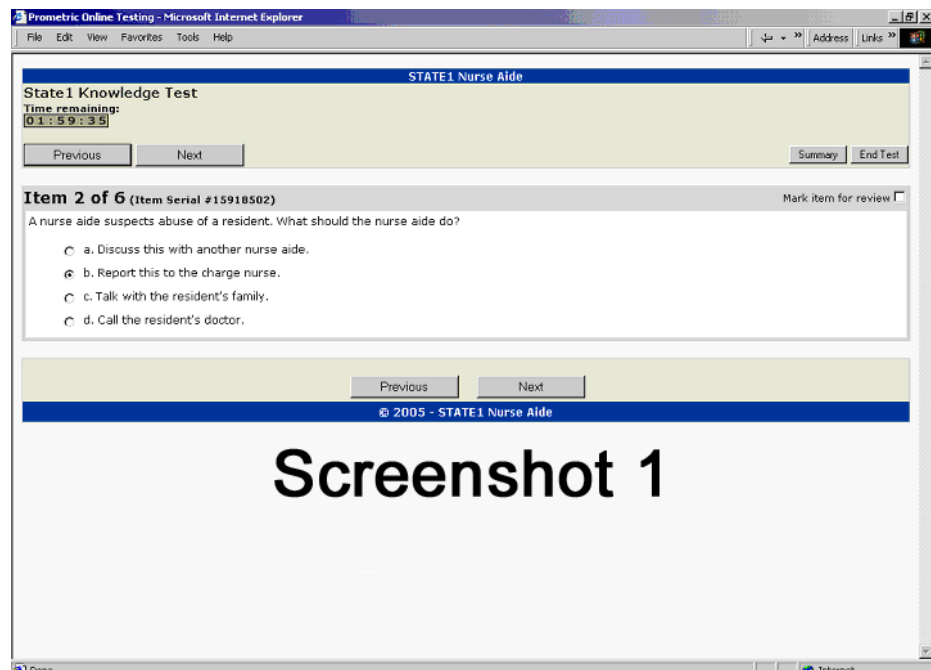 Prometric Online Testing - Microsoft Internet Explorer
File Edit View Favorites Tools Help
Address Links
STATE1 Nurse Aide
State1 Knowledge Test
Time remaining:
01:59:35
Previous Next Summary End Test
Item 2 of 6 (Item Serial #15918502) Mark item for review
A nurse aide suspects abuse of a resident. What should the nurse aide do?
a. Discuss this with another nurse aide.
b. Report this to the charge nurse.
c. Talk with the resident's family.
d. Call the resident's doctor.
Previous Next
© 2005 - STATE1 Nurse Aide
Screenshot 1
Done Internet